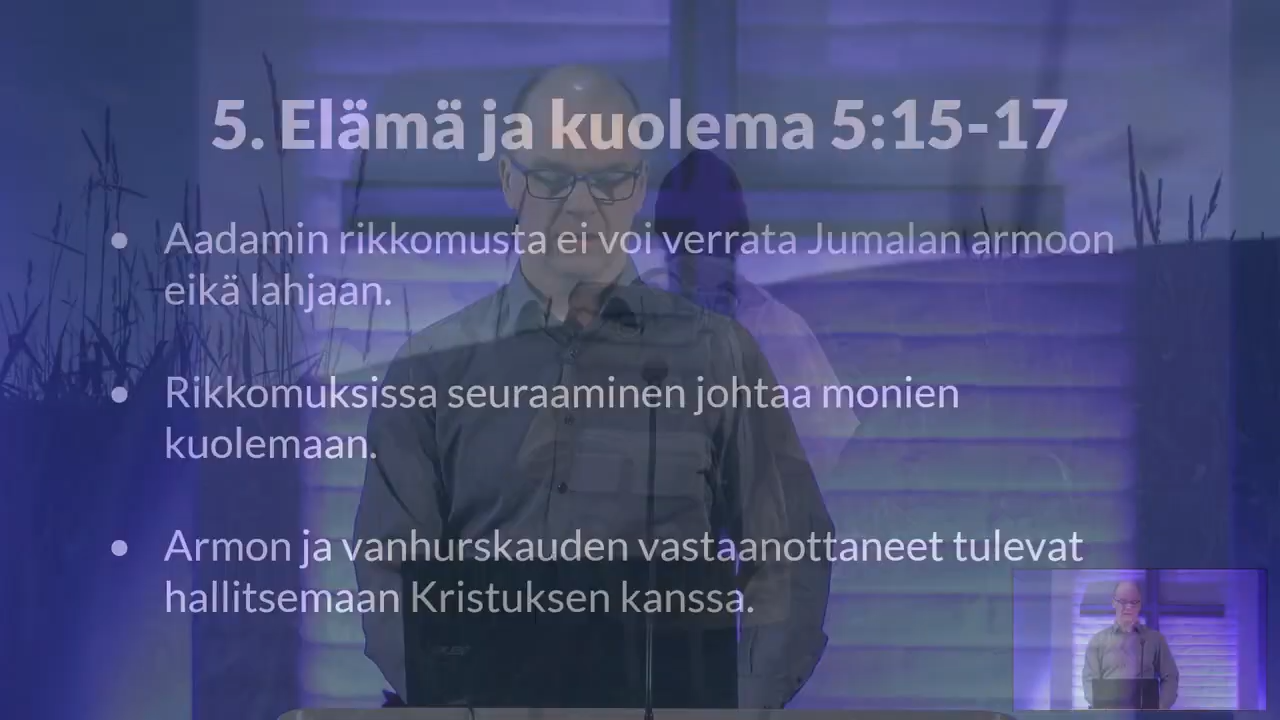 5. Elämä ja kuolema 5:15-17
• Aadamin rikkomusta ei voi verrata Jumalan armoon
eikä lahjaan.
• Rikkomuksissa seuraaminen johtaa monien
kuolemaan.
• Armon ja vanhurskauden vastaanottaneet tulevat
hallitsemaan Kristuksen kanssa.